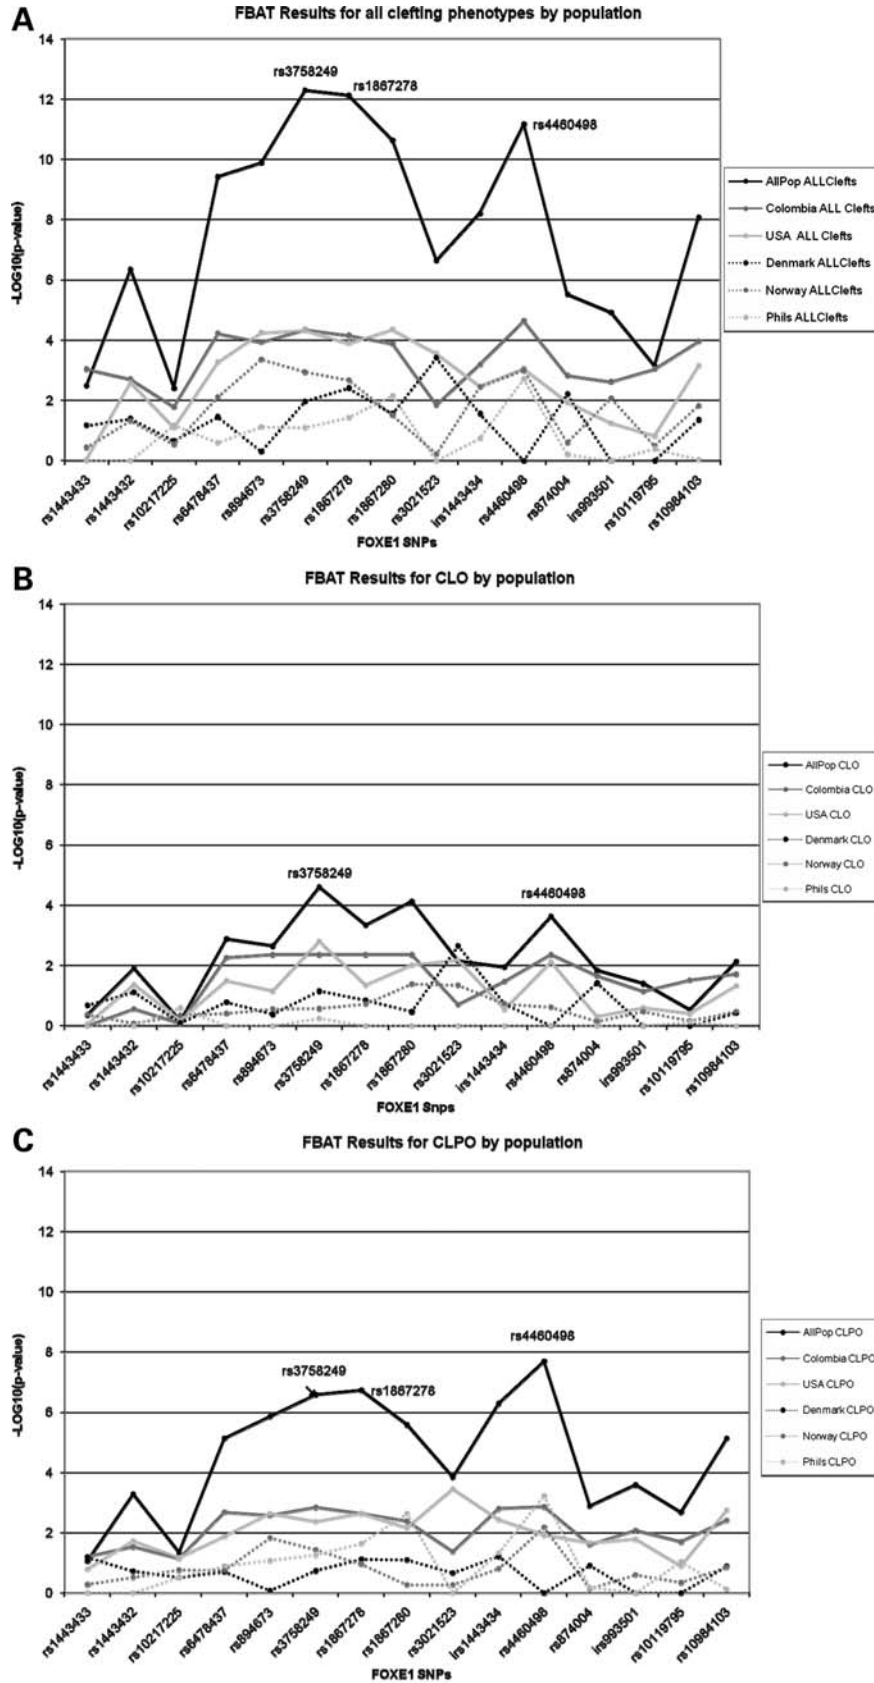 A
FBAT Results for all clefting phenotypes by population
14
12
10
8
6
4
2
0
-LOG10(p-value)
rs3758249
rs1867278
rs4460498
AllPop ALLClefts
Colombia ALL Clefts
USA ALL Clefts
Denmark ALLClefts
Norway ALLClefts
Phils ALLClefts
rs1443433
rs1443432
rs10217225
rs6478437
rs894673
rs3758249
rs1867278
rs1867280
rs3021523
irs1443434
rs4460498
rs874004
irs993501
rs10119795
rs10984103
FOXE1 SNPs
B
FBAT Results for CLO by population
14
12
10
8
6
4
2
0
-LOG10(p-value)
rs3758249
rs4460498
AllPop CLO
Colombia CLO
USA CLO
Denmark CLO
Norway CLO
Phils CLO
rs1443433
rs1443432
rs10217225
rs6478437
rs894673
rs3758249
rs1867278
rs1867280
rs3021523
irs1443434
rs4460498
rs874004
irs993501
rs10119795
rs10984103
FOXE1 Snps
C
FBAT Results for CLPO by population
14
12
10
8
6
4
2
0
-LOG10(p-value)
rs3758249
rs1867278
rs4460498
AllPop CLPO
Colombia CLPO
USA CLPO
Denmark CLPO
Norway CLPO
Phils CLPO
rs1443433
rs1443432
rs10217225
rs6478437
rs894673
rs3758249
rs1867278
rs1867280
rs3021523
irs1443434
rs4460498
rs874004
irs993501
rs10119795
rs10984103
FOXE1 SNPs